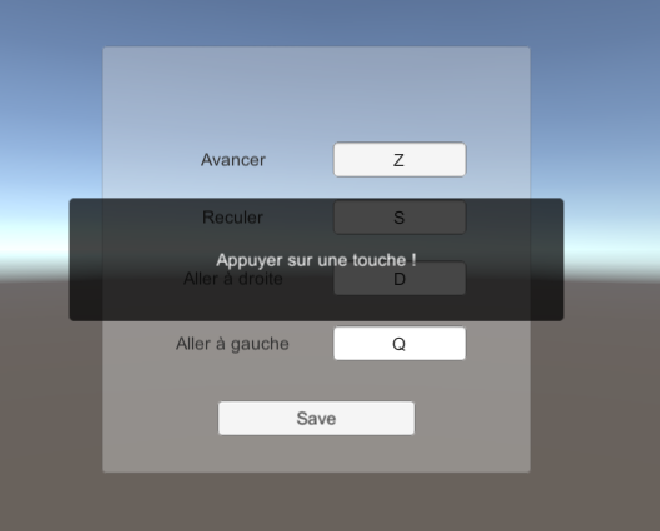 Avancer Z
Reculer S
Appuyer sur une touche !
Aller à droite D
Aller à gauche Q
Save